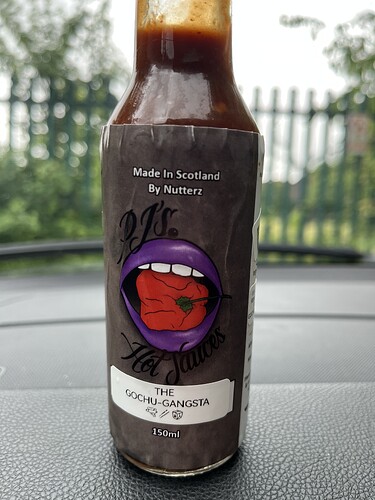 Made In Scotland
By Nutterz
PJ's
Hot Sauces
THE
GOCHU-GANGSTA
150ml